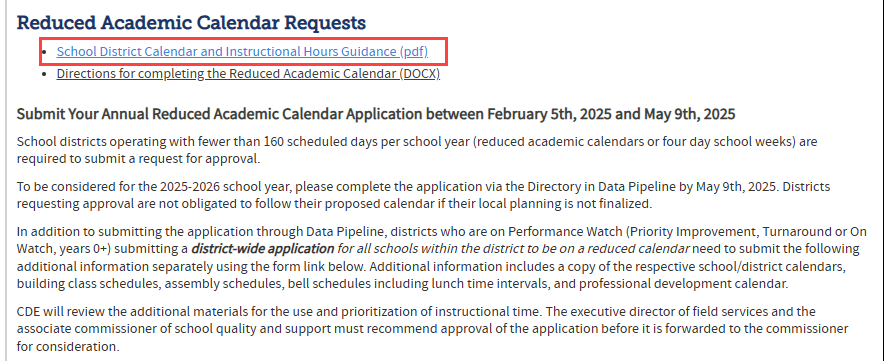 Reduced Academic Calendar Requests
• School District Calendar and Instructional Hours Guidance (pdf)
• Directions for completing the Reduced Academic Calendar (DOCX)
Submit Your Annual Reduced Academic Calendar Application between February 5th, 2025 and May 9th, 2025
School districts operating with fewer than 160 scheduled days per school year (reduced academic calendars or four day school weeks) are
required to submit a request for approval.
To be considered for the 2025-2026 school year, please complete the application via the Directory in Data Pipeline by May 9th, 2025. Districts
requesting approval are not obligated to follow their proposed calendar if their local planning is not finalized.
In addition to submitting the application through Data Pipeline, districts who are on Performance Watch (Priority Improvement, Turnaround or On
Watch, years 0+) submitting a district-wide application for all schools within the district to be on a reduced calendar need to submit the following
additional information separately using the form link below. Additional information includes a copy of the respective school/district calendars,
building class schedules, assembly schedules, bell schedules including lunch time intervals, and professional development calendar.
CDE will review the additional materials for the use and prioritization of instructional time. The executive director of field services and the
associate commissioner of school quality and support must recommend approval of the application before it is forwarded to the commissioner
for consideration.